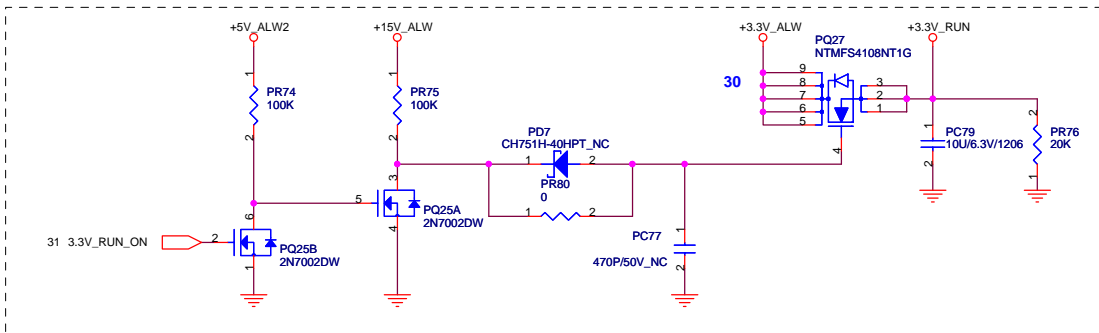 +5V_ALW2
+15V_ALW
+3.3V_ALW
+3.3V_RUN
PQ27
NTMFS4108NT1G
30
9
8
7
6
5
3
2
1
4
1
PR74
100K
2
1
PR75
100K
2
PD7
CH751H-40HPT_NC
1
2
PR80
0
1
2
1
PC79
10U/6.3V/1206
2
2
PR76
20K
1
3
5
PQ25A
2N7002DW
4
6
31 3.3V_RUN_ON
2
PQ25B
2N7002DW
1
PC77
1
470P/50V_NC
2